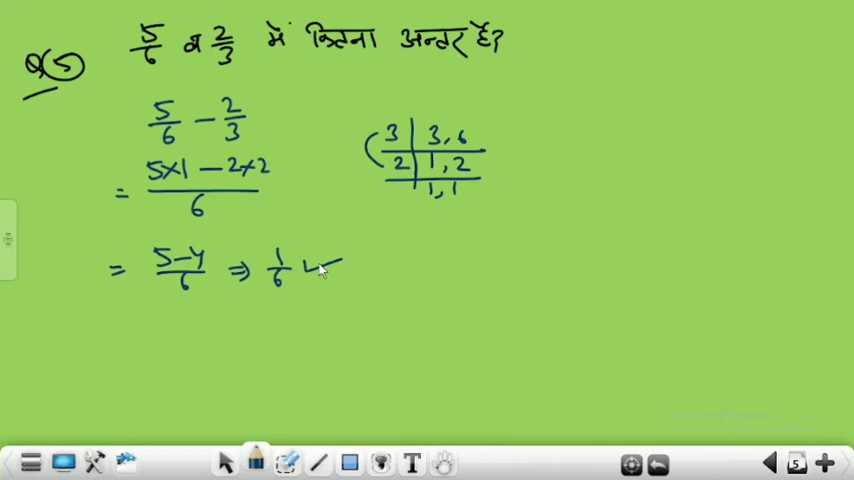 Q5 5/6 व 2/3 में कितना अन्तर है?
5/6 - 2/3
= (5×1 - 2×2)/6
= (5-4)/6 ⇒ 1/6 ✓
3 | 3, 6
2 | 1, 2
1, 1
T
5